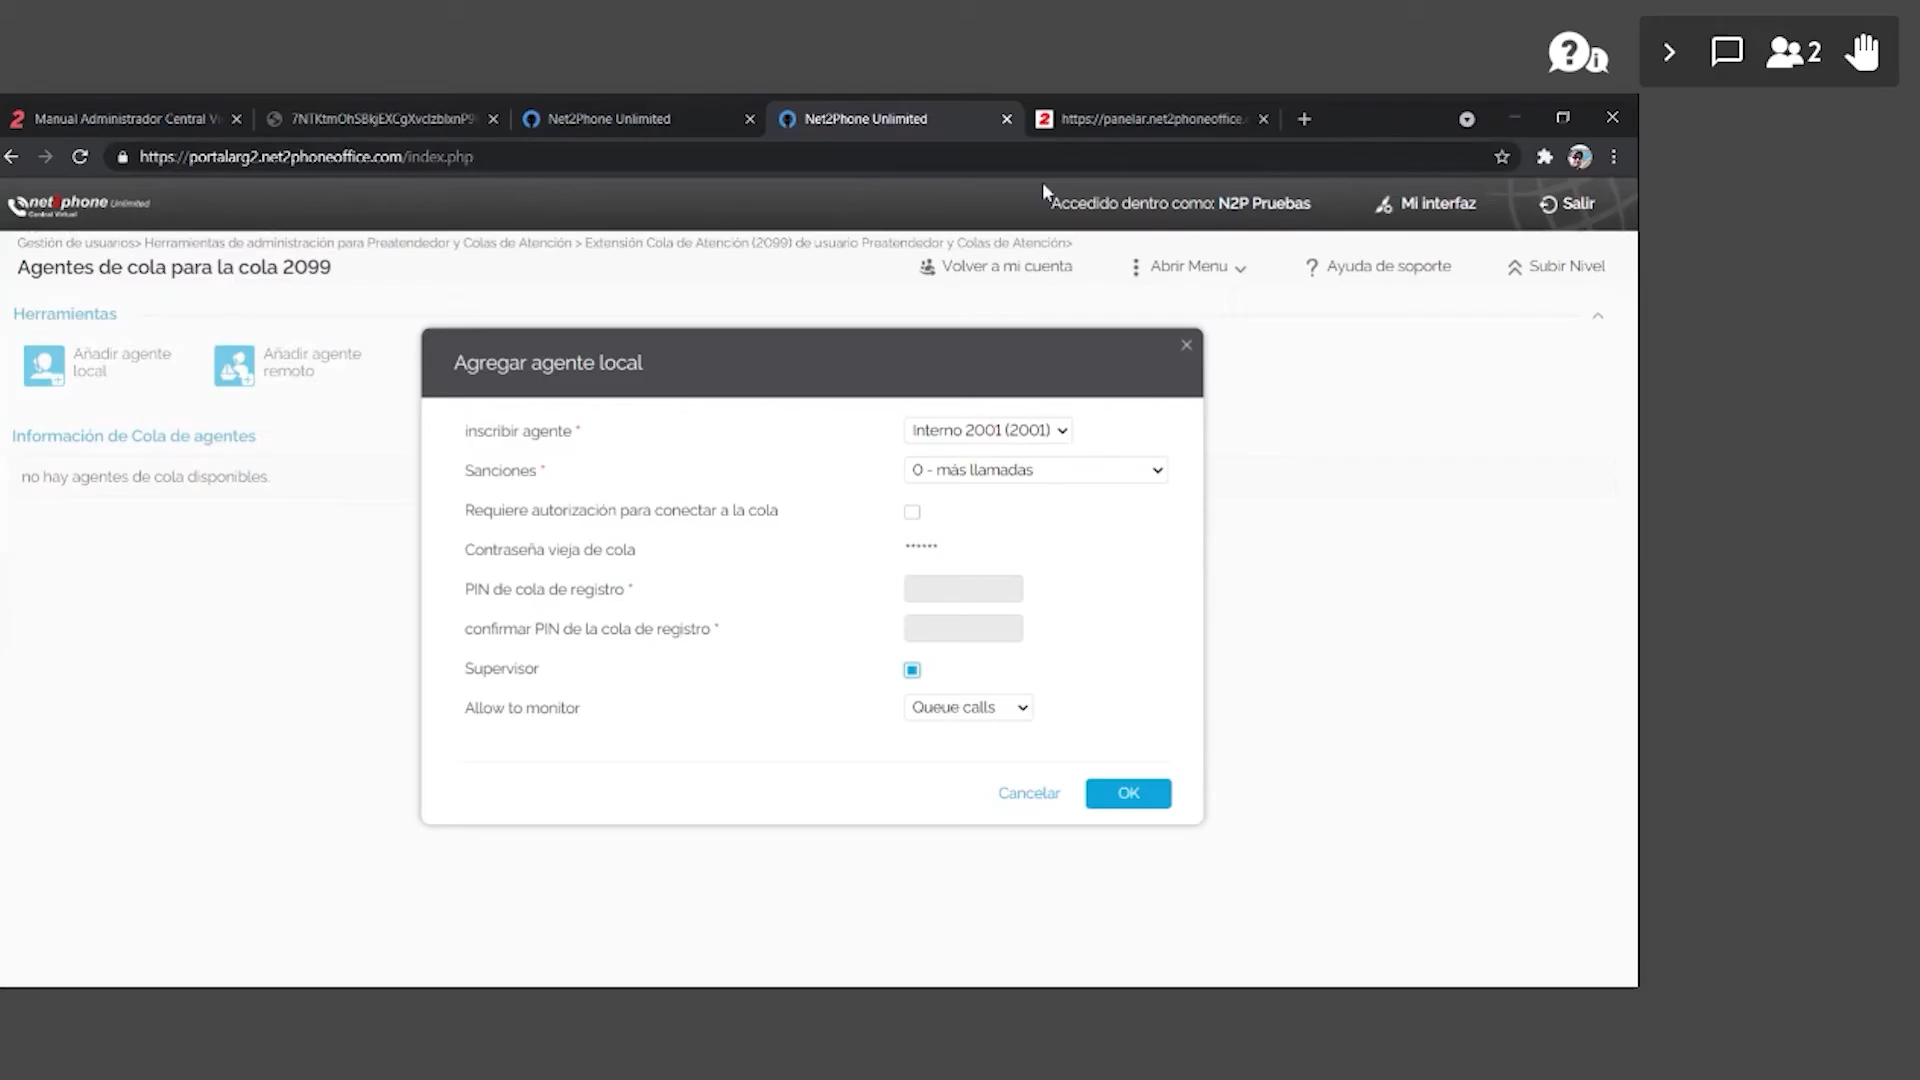 2
Manual Administrador Central Vi
Net2Phone Unlimited
Net2Phone Unlimited
2
https://panelar.net2phoneoffice.
https://portalarg2.net2phoneoffice.com/index.php
net2phone Unlimited
Central Virtual
Accedido dentro como: N2P Pruebas
Mi interfaz
Salir
Gestión de usuarios> Herramientas de administración para Preatendedor y Colas de Atención > Extensión Cola de Atención (2099) de usuario Preatendedor y Colas de Atención>
Agentes de cola para la cola 2099
Volver a mi cuenta
Abrir Menu
? Ayuda de soporte
Subir Nivel
Herramientas
Añadir agente
local
Añadir agente
remoto
Información de Cola de agentes
no hay agentes de cola disponibles.
Agregar agente local
inscribir agente *
Interno 2001 (2001)
Sanciones *
0 - más llamadas
Requiere autorización para conectar a la cola
Contraseña vieja de cola
******
PIN de cola de registro *
confirmar PIN de la cola de registro *
Supervisor
Allow to monitor
Queue calls
Cancelar
OK